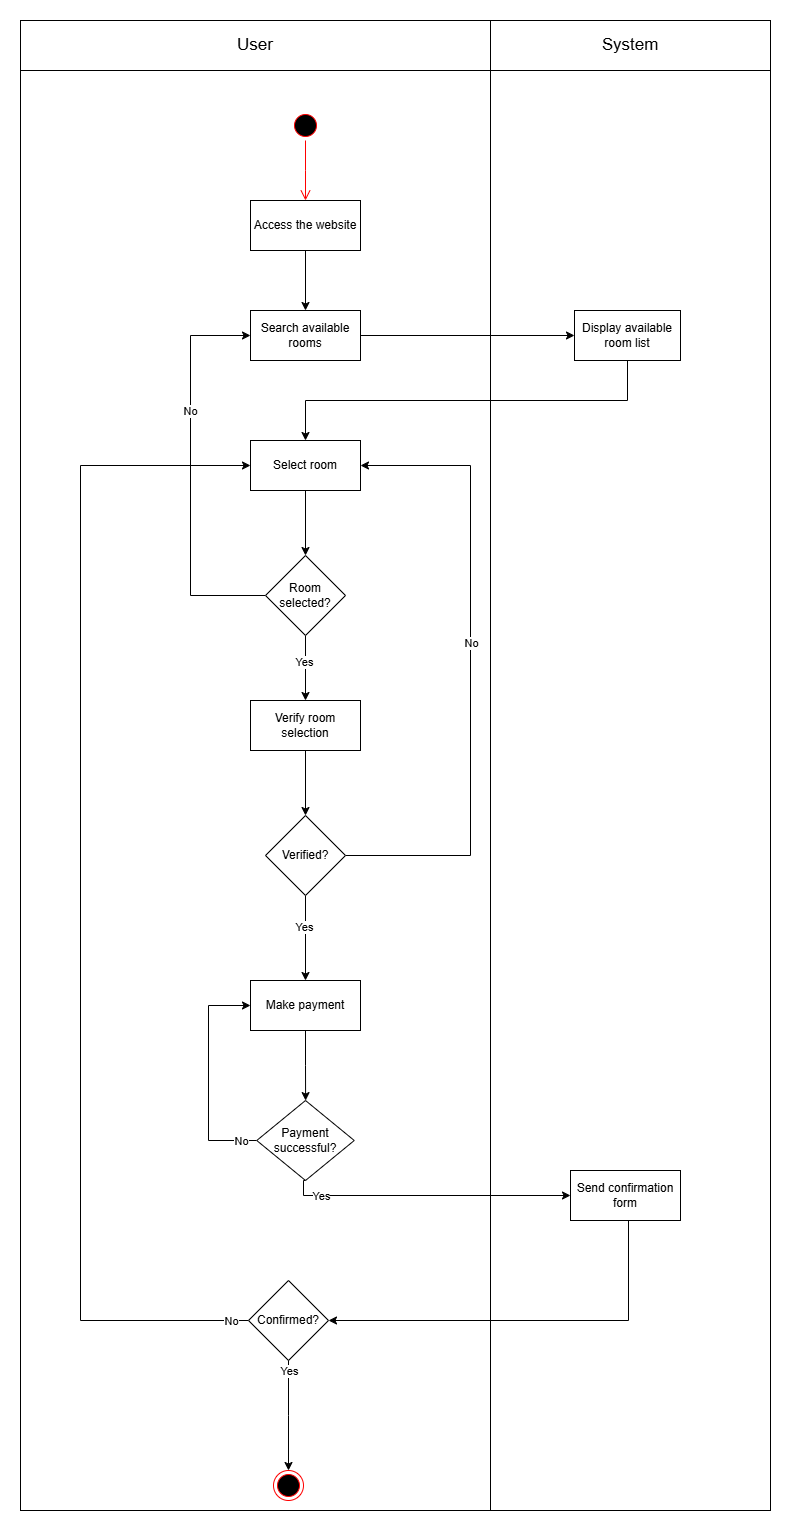 User
System
Access the website
Search available
rooms
Display available
room list
No
Select room
Room
selected?
No
Yes
Verify room
selection
Verified?
Yes
Make payment
Payment
successful?
No
Yes
Send confirmation
form
Confirmed?
No
Yes